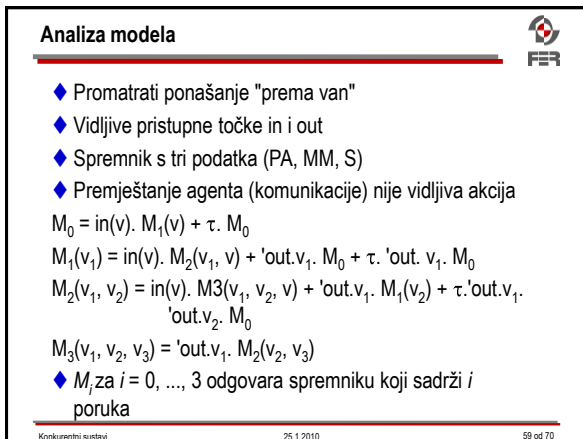 Analiza modela
FER
Promatrati ponašanje "prema van"
Vidljive pristupne točke in i out
Spremnik s tri podatka (PA, MM, S)
Premještanje agenta (komunikacije) nije vidljiva akcija
M₀ = in(v). M₁(v) + τ. M₀
M₁(v₁) = in(v). M₂(v₁, v) + 'out.v₁. M₀ + τ. 'out. v₁. M₀
M₂(v₁, v₂) = in(v). M3(v₁, v₂, v) + 'out.v₁. M₁(v₂) + τ.'out.v₁.
'out.v₂. M₀
M₃(v₁, v₂, v₃) = 'out.v₁. M₂(v₂, v₃)
Mᵢ za i = 0, ..., 3 odgovara spremniku koji sadrži i
poruka
Konkurentni sustavi 25.1.2010 59 od 70